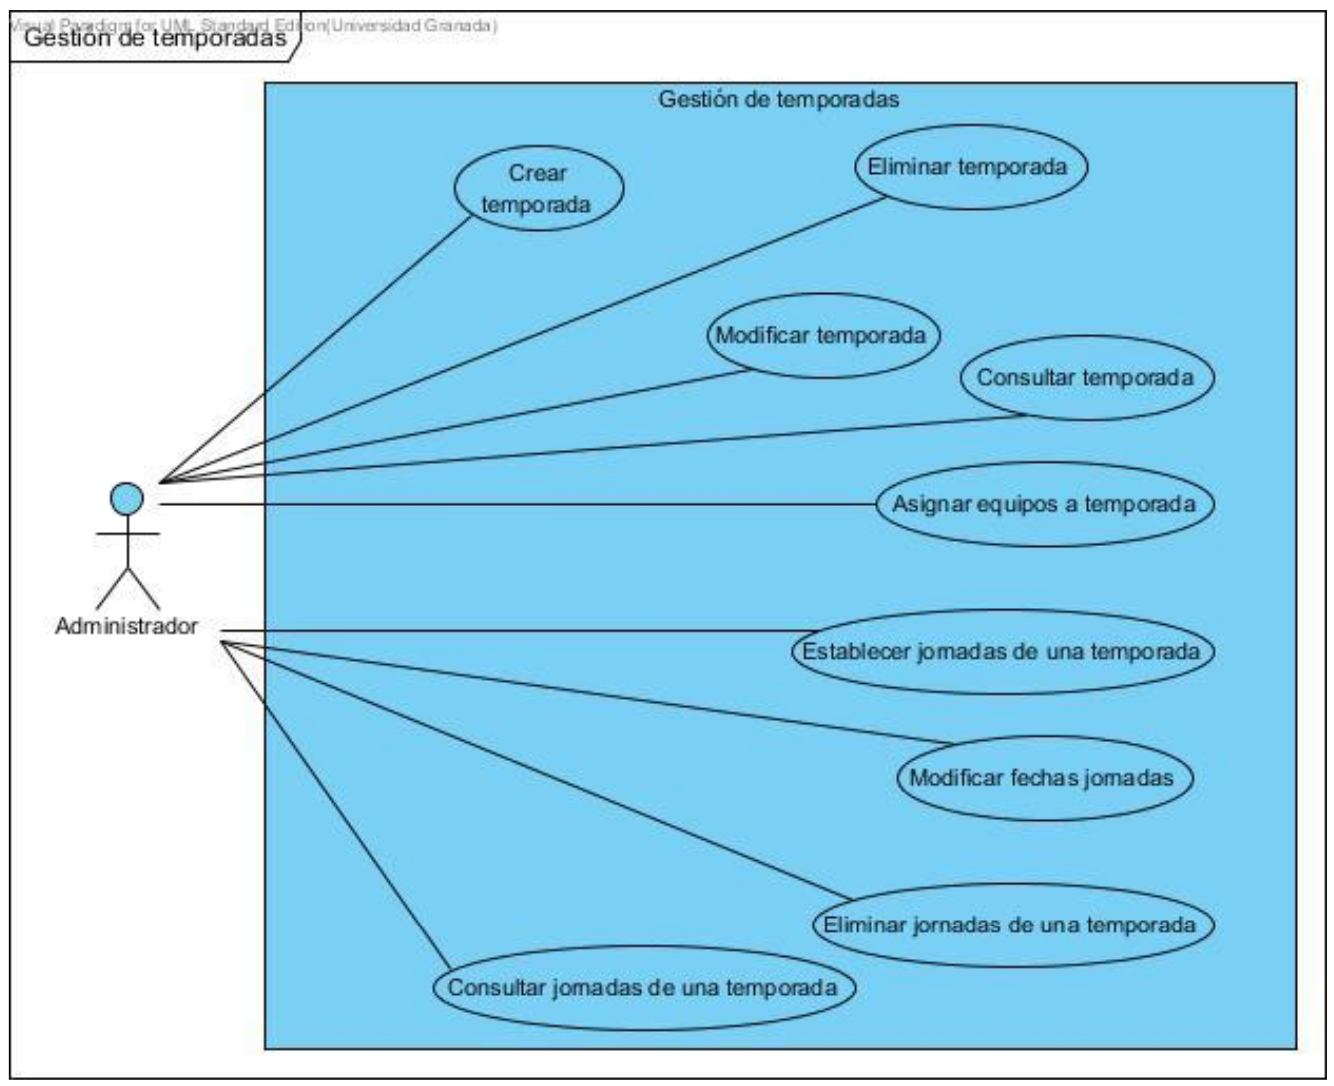 Visual Paradigm for UML Standard Edition(Universidad Granada)
Gestión de temporadas
Gestión de temporadas
Crear
temporada
Eliminar temporada
Modificar temporada
Consultar temporada
Asignar equipos a temporada
Administrador
Establecer jornadas de una temporada
Modificar fechas jornadas
Eliminar jornadas de una temporada
Consultar jornadas de una temporada